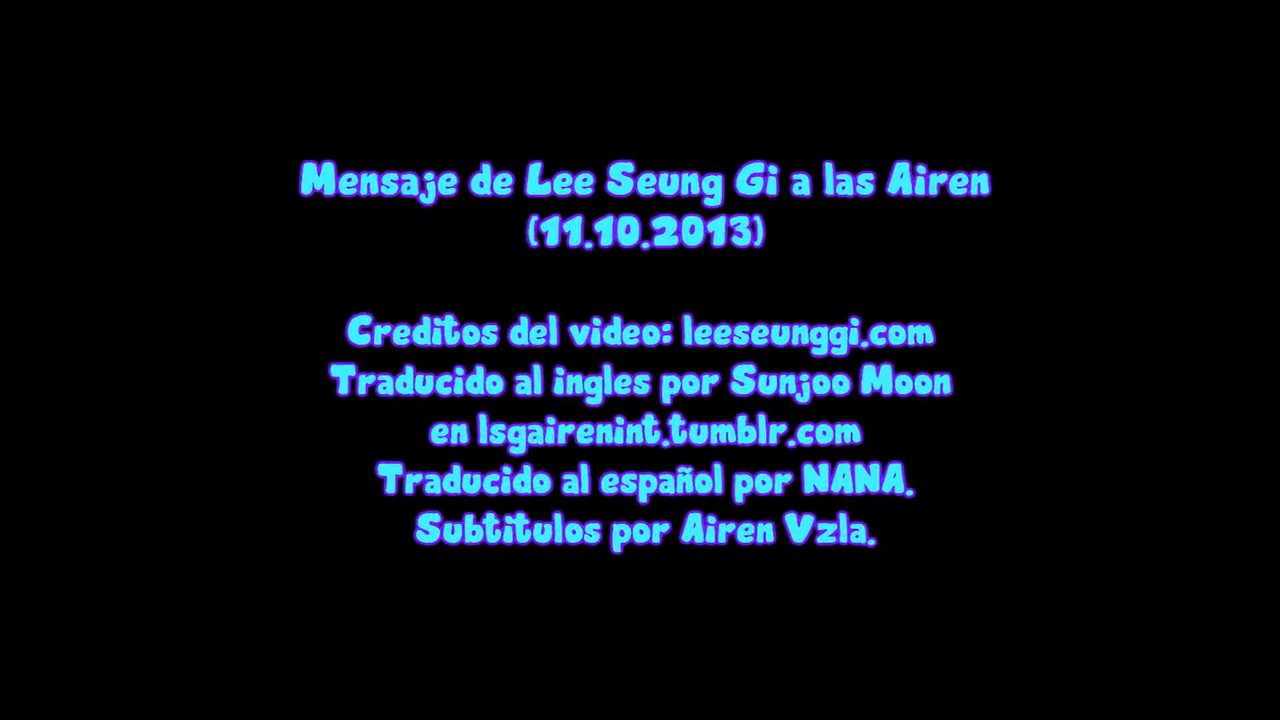 Mensaje de Lee Seung Gi a las Airen
(11.10.2013)
Creditos del video: leeseunggi.com
Traducido al ingles por Sunjoo Moon
en lsgairenint.tumblr.com
Traducido al español por NANA.
Subtitulos por Airen Vzla.